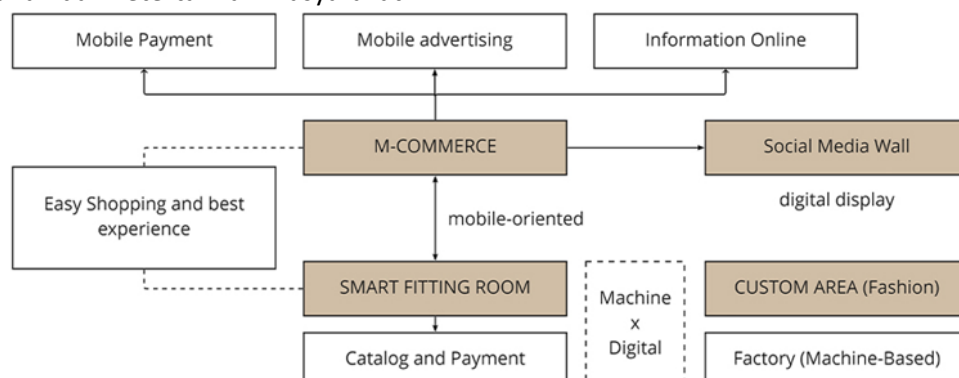 Mobile Payment
Mobile advertising
Information Online
M-COMMERCE
Social Media Wall
Easy Shopping and best
experience
digital display
mobile-oriented
SMART FITTING ROOM
Machine
x
Digital
CUSTOM AREA (Fashion)
Catalog and Payment
Factory (Machine-Based)